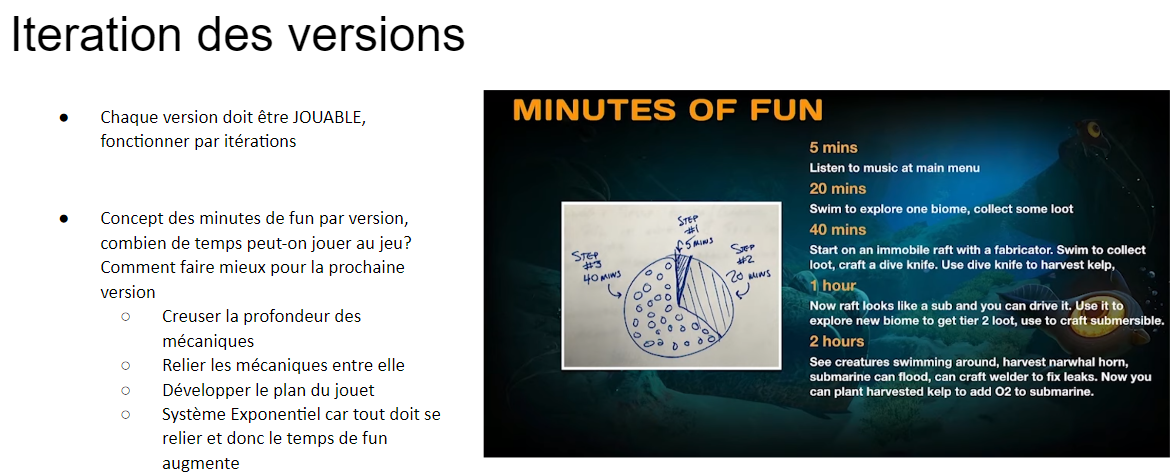 Iteration des versions
Chaque version doit être JOUABLE,
fonctionner par itérations
Concept des minutes de fun par version,
combien de temps peut-on jouer au jeu?
Comment faire mieux pour la prochaine
version
Creuser la profondeur des
mécaniques
Relier les mécaniques entre elle
Développer le plan du jouet
Système Exponentiel car tout doit se
relier et donc le temps de fun
augmente
MINUTES OF FUN
5 mins
Listen to music at main menu
20 mins
Swim to explore one biome, collect some loot
40 mins
Start on an immobile raft with a fabricator. Swim to collect
loot, craft a dive knife. Use dive knife to harvest kelp,
1 hour
Now raft looks like a sub and you can drive it. Use it to
explore new biome to get tier 2 loot, use to craft submersible.
2 hours
See creatures swimming around, harvest narwhal horn,
submarine can flood, can craft welder to fix leaks. Now you
can plant harvested kelp to add O2 to submarine.
STEP
#1
5 MINS
STEP
#2
20 MINS
STEP
#3
40 MINS